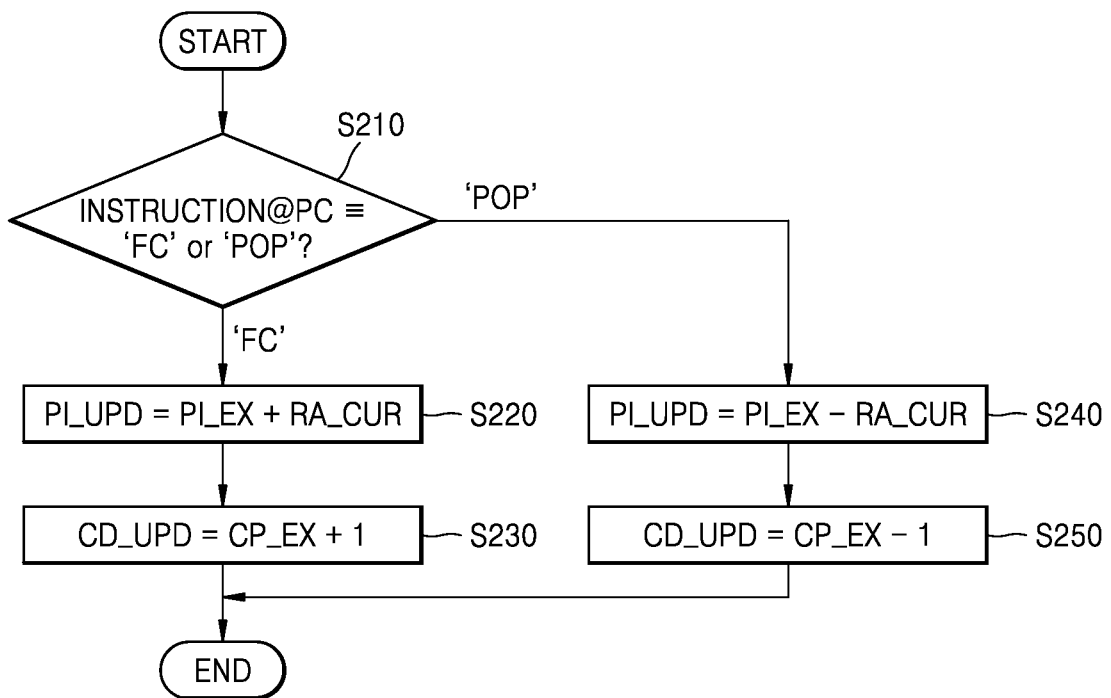 START
S210
INSTRUCTION@PC ≡
‘FC’ or ‘POP’?
‘POP’
‘FC’
PI_UPD = PI_EX + RA_CUR
S220
PI_UPD = PI_EX – RA_CUR
S240
CD_UPD = CP_EX + 1
S230
CD_UPD = CP_EX – 1
S250
END